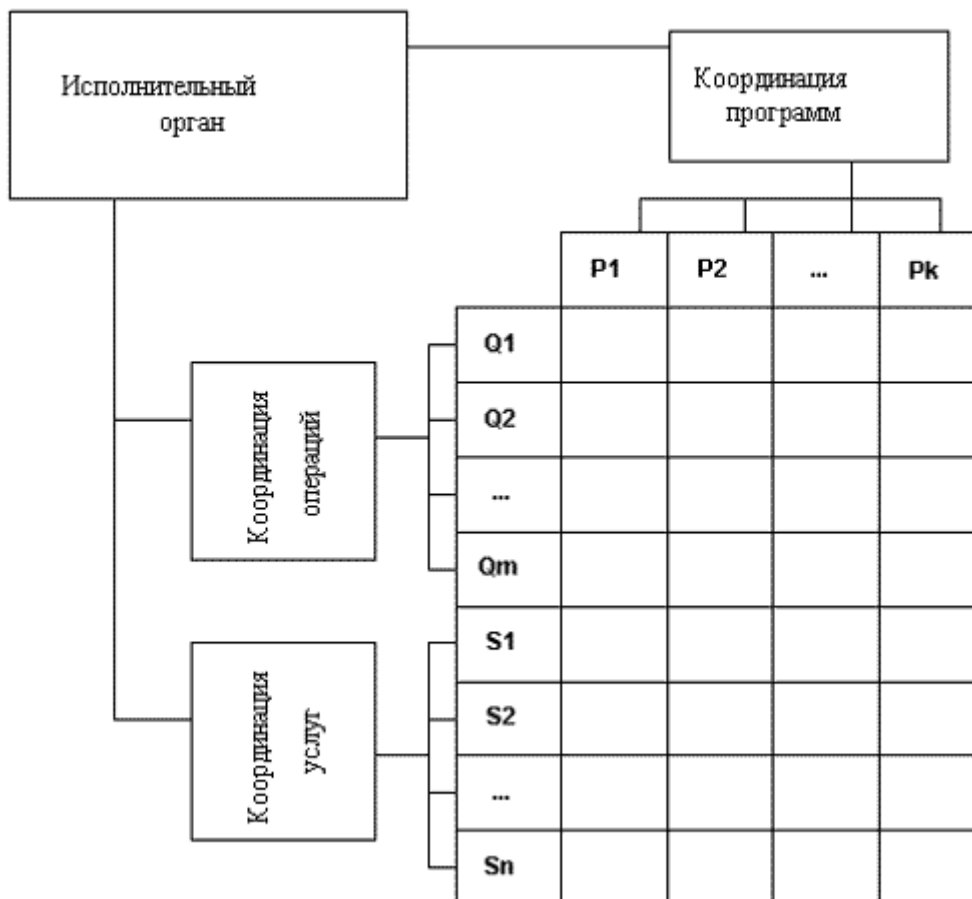 Исполнительный
орган
Координация
программ
P1 P2 ... Pk
Q1
Q2
...
Qm
Координация
операций
S1
S2
...
Sn
Координация
услуг